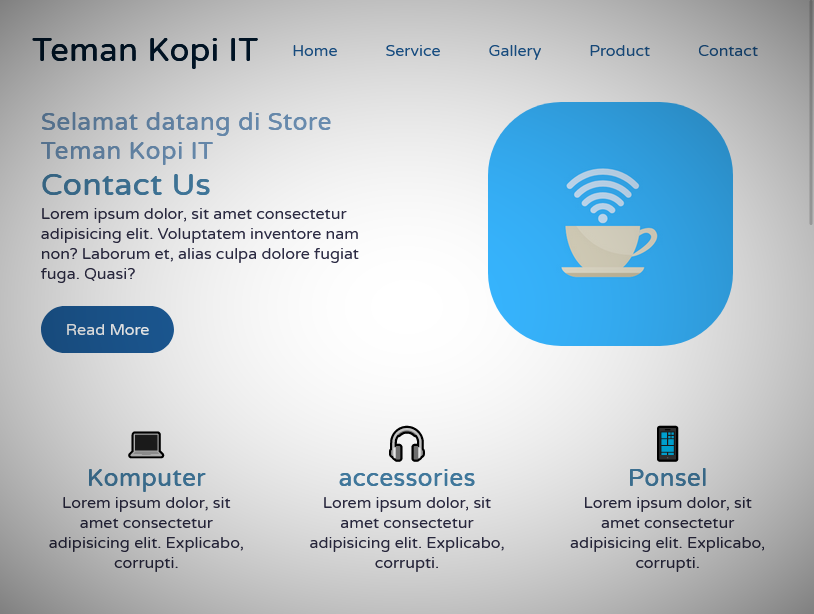 Teman Kopi IT
Home
Service
Gallery
Product
Contact
Selamat datang di Store
Teman Kopi IT
Contact Us
Lorem ipsum dolor, sit amet consectetur
adipisicing elit. Voluptatem inventore nam
non? Laborum et, alias culpa dolore fugiat
fuga. Quasi?
Read More
Komputer
Lorem ipsum dolor, sit
amet consectetur
adipisicing elit. Explicabo,
corrupti.
accessories
Lorem ipsum dolor, sit
amet consectetur
adipisicing elit. Explicabo,
corrupti.
Ponsel
Lorem ipsum dolor, sit
amet consectetur
adipisicing elit. Explicabo,
corrupti.